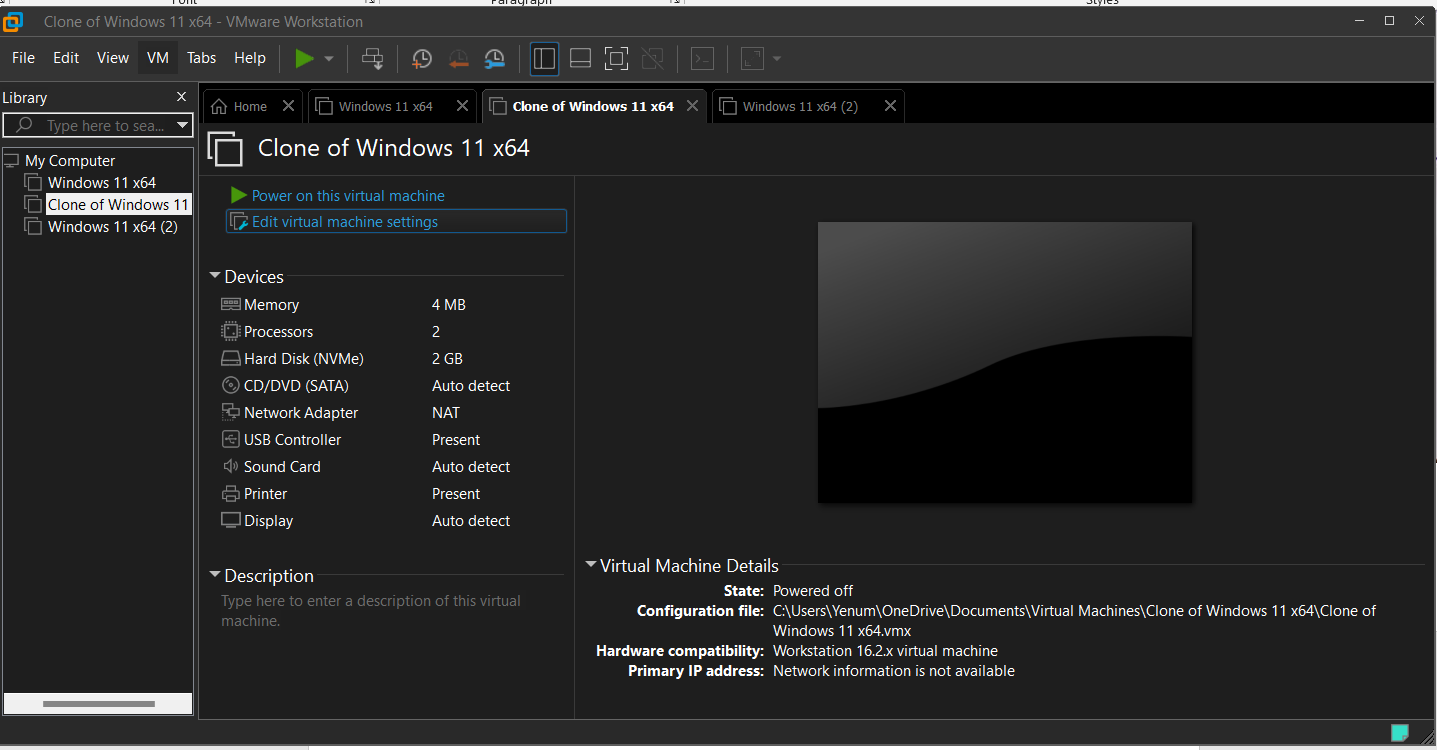 Font
Paragraph
Styles
Clone of Windows 11 x64 - VMware Workstation
File Edit View VM Tabs Help
Library
Type here to sea...
My Computer
Windows 11 x64
Clone of Windows 11
Windows 11 x64 (2)
Home
Windows 11 x64
Clone of Windows 11 x64
Windows 11 x64 (2)
Clone of Windows 11 x64
Power on this virtual machine
Edit virtual machine settings
Devices
Memory 4 MB
Processors 2
Hard Disk (NVMe) 2 GB
CD/DVD (SATA) Auto detect
Network Adapter NAT
USB Controller Present
Sound Card Auto detect
Printer Present
Display Auto detect
Description
Type here to enter a description of this virtual
machine.
Virtual Machine Details
State: Powered off
Configuration file: C:\Users\Yenum\OneDrive\Documents\Virtual Machines\Clone of Windows 11 x64\Clone of
Windows 11 x64.vmx
Hardware compatibility: Workstation 16.2.x virtual machine
Primary IP address: Network information is not available